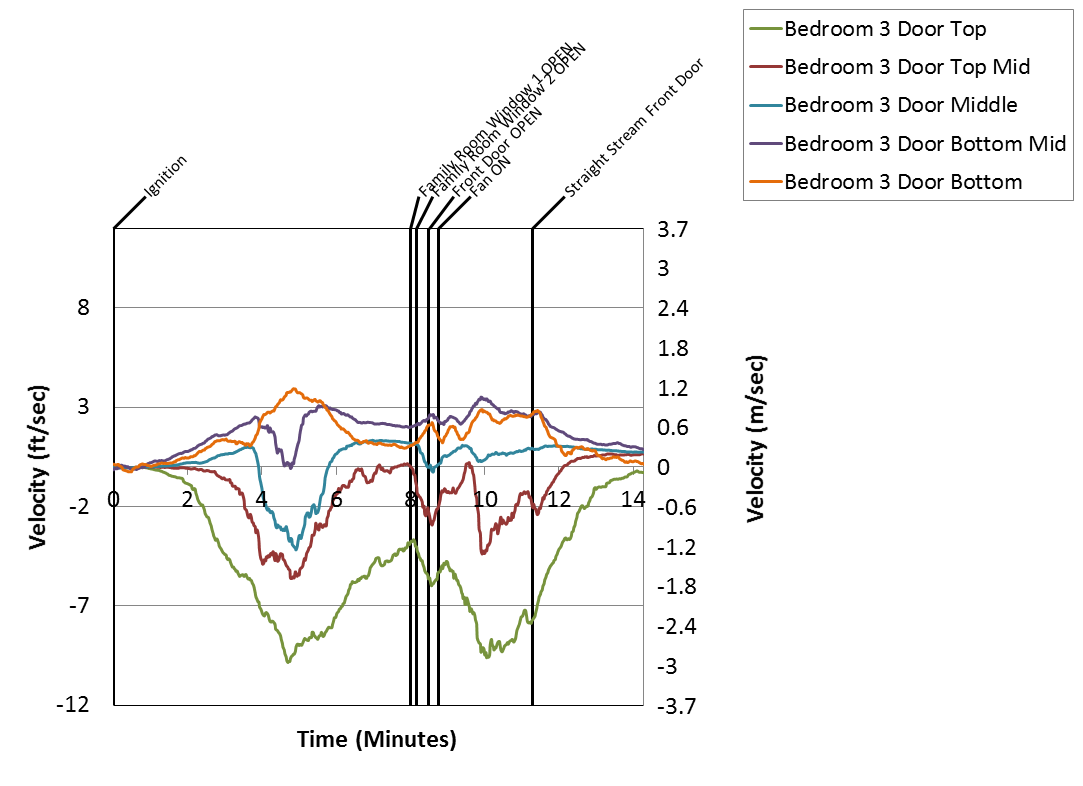 Bedroom 3 Door Top
Bedroom 3 Door Top Mid
Bedroom 3 Door Middle
Bedroom 3 Door Bottom Mid
Bedroom 3 Door Bottom
Ignition
Family Room Window 1 OPEN
Family Room Window 2 OPEN
Front Door OPEN
Fan ON
Straight Stream Front Door
Velocity (ft/sec)
8
3
-2
-7
-12
0
2
4
6
8
10
12
14
Time (Minutes)
3.7
3
2.4
1.8
1.2
0.6
0
-0.6
-1.2
-1.8
-2.4
-3
-3.7
Velocity (m/sec)